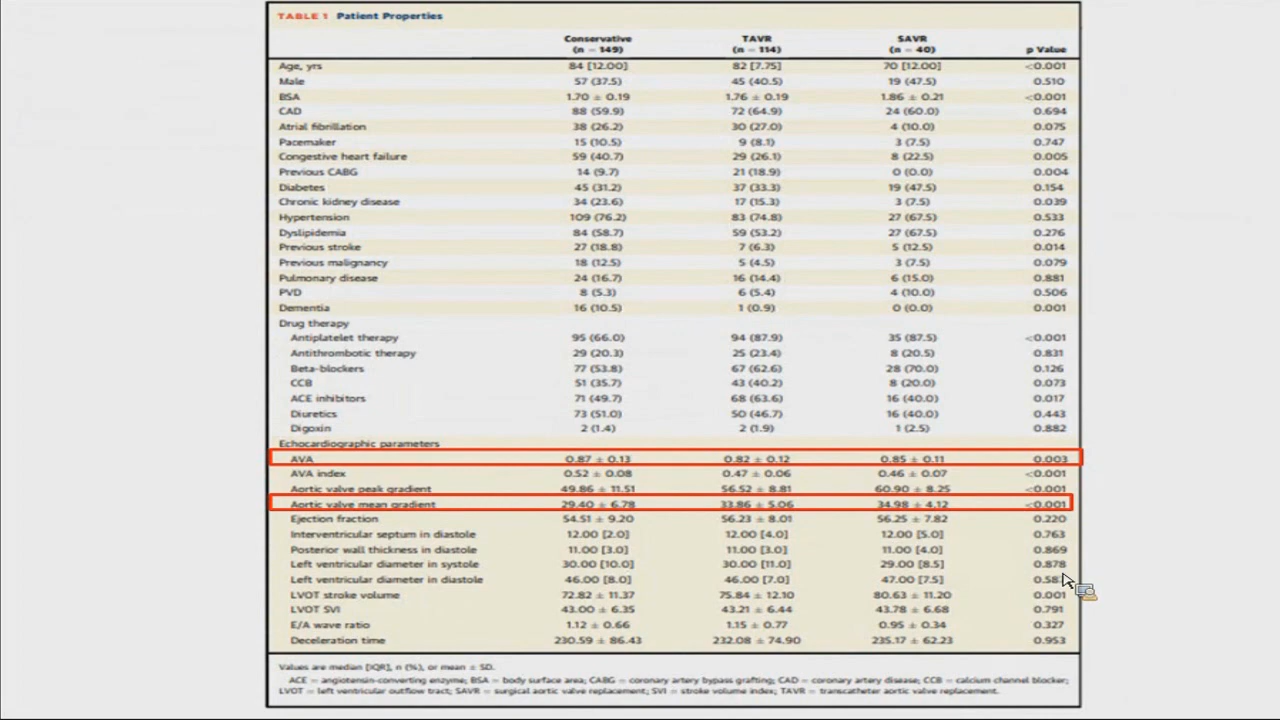 TABLE 1 Patient Properties
Conservative (n = 149) TAVR (n = 114) SAVR (n = 40) p Value
Age, yrs 84 [12.00] 82 [7.75] 70 [12.00] <0.001
Male 57 (37.5) 45 (40.5) 19 (47.5) 0.510
BSA 1.70 ± 0.19 1.76 ± 0.19 1.86 ± 0.21 <0.001
CAD 88 (59.9) 72 (64.9) 24 (60.0) 0.694
Atrial fibrillation 38 (26.2) 30 (27.0) 4 (10.0) 0.075
Pacemaker 15 (10.5) 9 (8.1) 3 (7.5) 0.747
Congestive heart failure 59 (40.7) 29 (26.1) 8 (22.5) 0.005
Previous CABG 14 (9.7) 21 (18.9) 0 (0.0) 0.004
Diabetes 45 (31.2) 37 (33.3) 19 (47.5) 0.154
Chronic kidney disease 34 (23.6) 17 (15.3) 3 (7.5) 0.039
Hypertension 109 (76.2) 83 (74.8) 27 (67.5) 0.533
Dyslipidemia 84 (58.7) 59 (53.2) 27 (67.5) 0.276
Previous stroke 27 (18.8) 7 (6.3) 5 (12.5) 0.014
Previous malignancy 18 (12.5) 5 (4.5) 3 (7.5) 0.079
Pulmonary disease 24 (16.7) 16 (14.4) 6 (15.0) 0.881
PVD 8 (5.3) 6 (5.4) 4 (10.0) 0.506
Dementia 16 (10.5) 1 (0.9) 0 (0.0) 0.001
Drug therapy
Antiplatelet therapy 95 (66.0) 94 (87.9) 35 (87.5) <0.001
Antithrombotic therapy 29 (20.3) 25 (23.4) 8 (20.5) 0.831
Beta-blockers 77 (53.8) 67 (62.6) 28 (70.0) 0.126
CCB 51 (35.7) 43 (40.2) 8 (20.0) 0.073
ACE inhibitors 71 (49.7) 68 (63.6) 16 (40.0) 0.017
Diuretics 73 (51.0) 50 (46.7) 16 (40.0) 0.443
Digoxin 2 (1.4) 2 (1.9) 1 (2.5) 0.882
Echocardiographic parameters
AVA 0.87 ± 0.13 0.82 ± 0.12 0.85 ± 0.11 0.003
AVA index 0.52 ± 0.08 0.47 ± 0.06 0.46 ± 0.07 <0.001
Aortic valve peak gradient 49.86 ± 11.51 56.52 ± 8.81 60.90 ± 8.25 <0.001
Aortic valve mean gradient 29.40 ± 6.78 33.86 ± 5.06 34.98 ± 4.12 <0.001
Ejection fraction 54.51 ± 9.20 56.23 ± 8.01 56.25 ± 7.82 0.220
Interventricular septum in diastole 12.00 [2.0] 12.00 [4.0] 12.00 [5.0] 0.763
Posterior wall thickness in diastole 11.00 [3.0] 11.00 [3.0] 11.00 [4.0] 0.869
Left ventricular diameter in systole 30.00 [10.0] 30.00 [11.0] 29.00 [8.5] 0.878
Left ventricular diameter in diastole 46.00 [8.0] 46.00 [7.0] 47.00 [7.5]
LVOT stroke volume 72.82 ± 11.37 75.84 ± 12.10 80.63 ± 11.20 0.001
LVOT SVI 43.00 ± 6.35 43.21 ± 6.44 43.78 ± 6.68 0.791
E/A wave ratio 1.12 ± 0.66 1.15 ± 0.77 0.95 ± 0.34 0.327
Deceleration time 230.59 ± 86.43 232.08 ± 74.90 235.17 ± 62.23 0.953
Values are median [IQR], n (%), or mean ± SD.
ACE = angiotensin-converting enzyme; BSA = body surface area; CABG = coronary artery bypass grafting; CAD = coronary artery disease; CCB = calcium channel blocker;
LVOT = left ventricular outflow tract; SAVR = surgical aortic valve replacement; SVI = stroke volume index; TAVR = transcatheter aortic valve replacement.